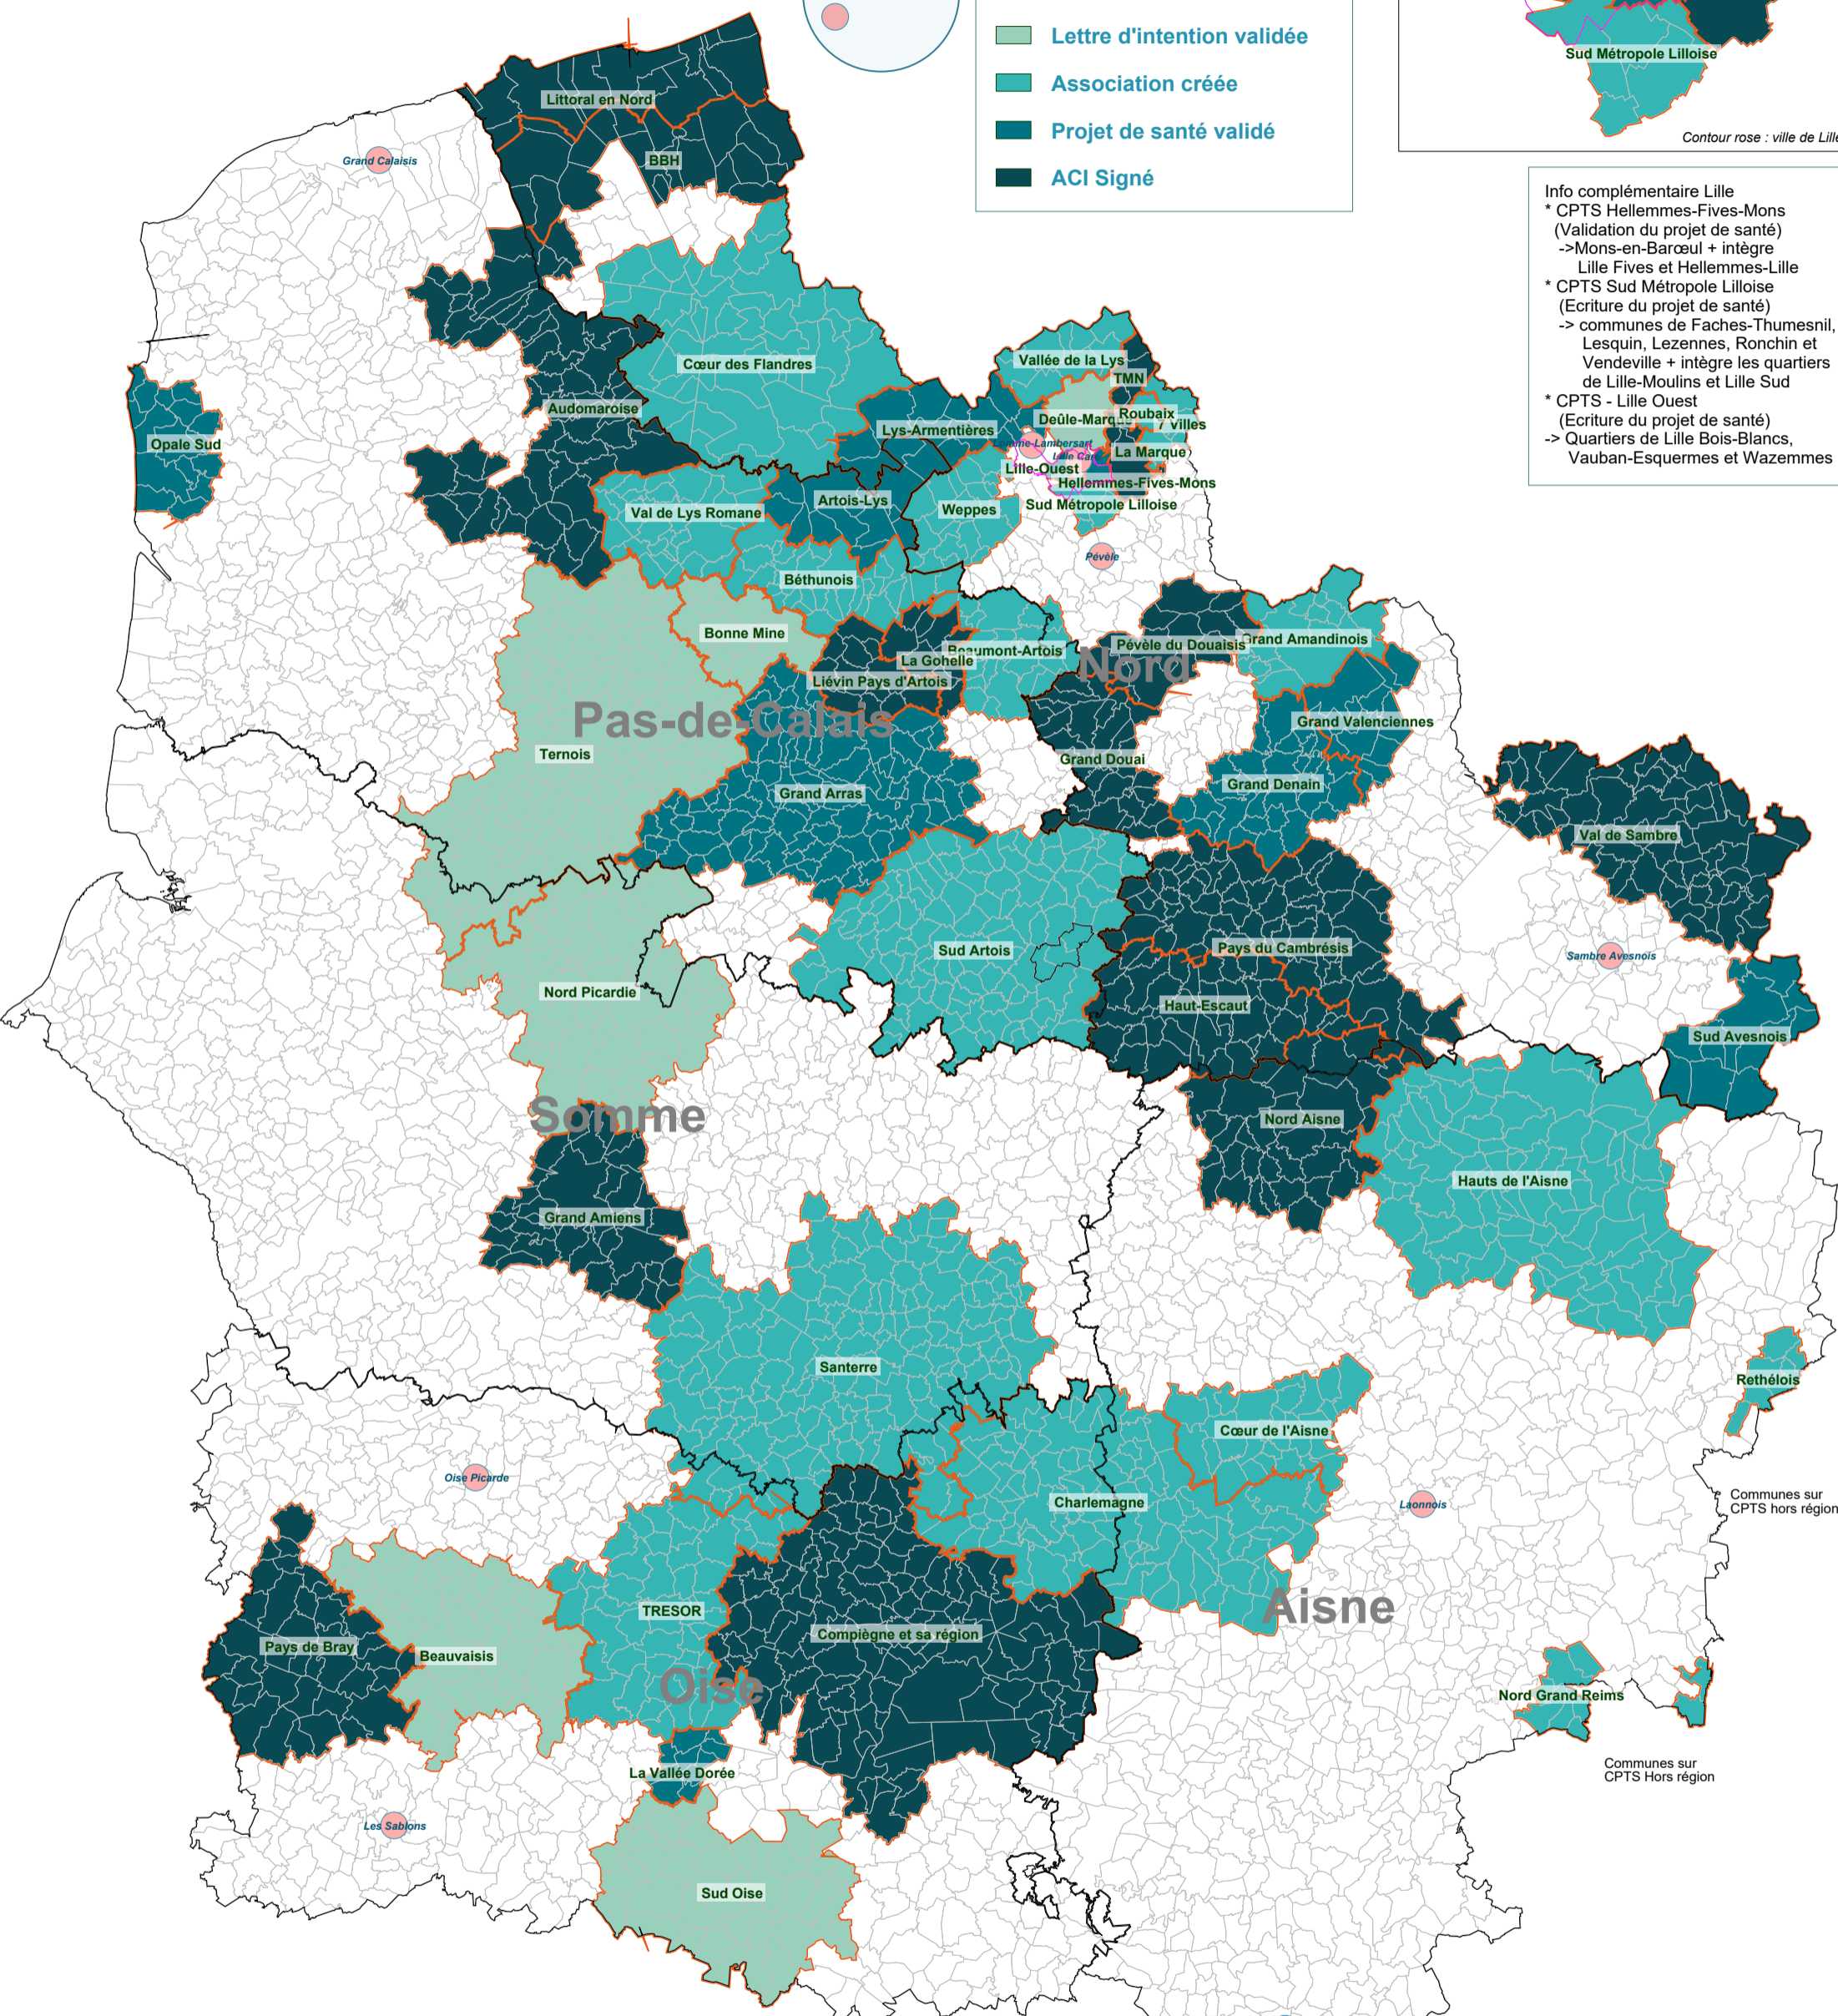 Lettre d'intention validée
Association créée
Projet de santé validé
ACI Signé
Sud Métropole Lilloise
Contour rose : ville de Lille
Info complémentaire Lille
* CPTS Hellemmes-Fives-Mons
(Validation du projet de santé)
->Mons-en-Barœul + intègre
Lille Fives et Hellemmes-Lille
* CPTS Sud Métropole Lilloise
(Ecriture du projet de santé)
-> communes de Faches-Thumesnil,
Lesquin, Lezennes, Ronchin et
Vendeville + intègre les quartiers
de Lille-Moulins et Lille Sud
* CPTS - Lille Ouest
(Ecriture du projet de santé)
-> Quartiers de Lille Bois-Blancs,
Vauban-Esquermes et Wazemmes
Littoral en Nord
BBH
Grand Calaisis
Cœur des Flandres
Vallée de la Lys
TMN
Audomaroise
Deûle-Marque
Roubaix
7 Villes
Lys-Armentières
Opale Sud
La Marque
Lille-Ouest
Hellemmes-Fives-Mons
Artois-Lys
Val de Lys Romane
Weppes
Sud Métropole Lilloise
Pévèle
Béthunois
Bonne Mine
Grand Amandinois
Pévèle du Douaisis
Beaumont-Artois
La Gohelle
Nord
Liévin Pays d'Artois
Pas-de-Calais
Grand Valenciennes
Ternois
Grand Douai
Grand Denain
Grand Arras
Val de Sambre
Pays du Cambrésis
Sud Artois
Sambre Avesnois
Nord Picardie
Haut-Escaut
Sud Avesnois
Somme
Nord Aisne
Hauts de l'Aisne
Grand Amiens
Santerre
Rethélois
Cœur de l'Aisne
Oise Picarde
Charlemagne
Laonnois
Communes sur
CPTS hors région
TRESOR
Aisne
Compiègne et sa région
Pays de Bray
Beauvaisis
Oise
Nord Grand Reims
La Vallée Dorée
Communes sur
CPTS Hors région
Les Sablons
Sud Oise